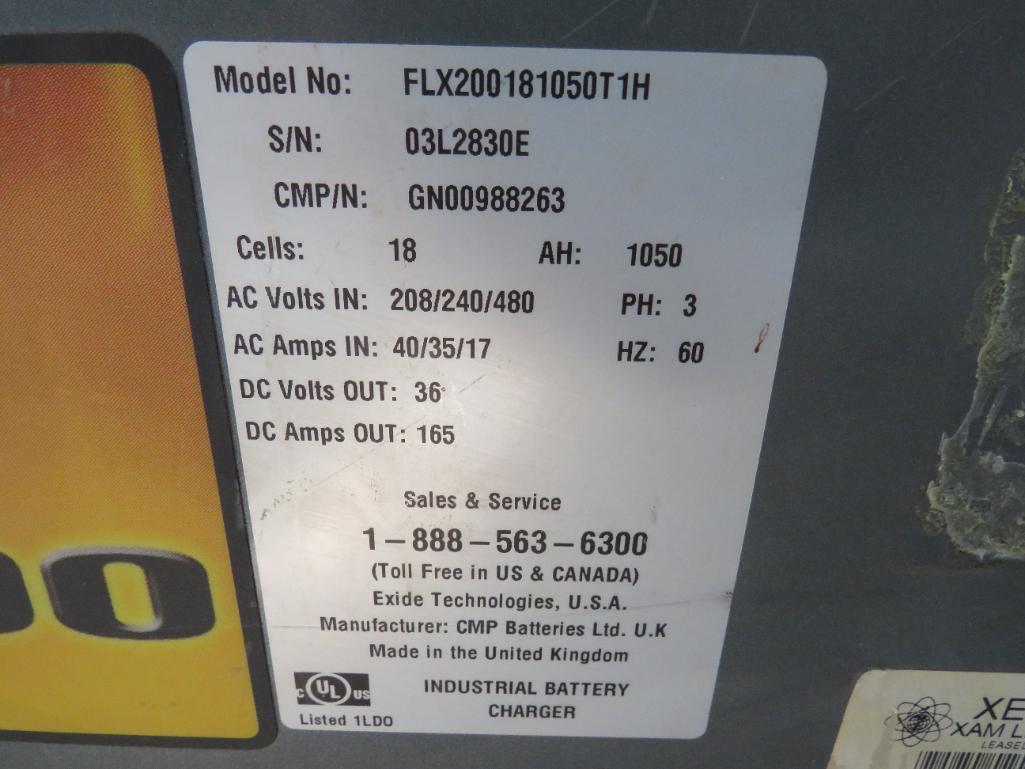 Model No: FLX200181050T1H
S/N: 03L2830E
CMP/N: GN00988263
Cells: 18 AH: 1050
AC Volts IN: 208/240/480 PH: 3
AC Amps IN: 40/35/17 HZ: 60
DC Volts OUT: 36
DC Amps OUT: 165
Sales & Service
1-888-563-6300
(Toll Free in US & CANADA)
Exide Technologies, U.S.A.
Manufacturer: CMP Batteries Ltd. U.K
Made in the United Kingdom
C UL US
INDUSTRIAL BATTERY
CHARGER
Listed 1LD0
00
XAM